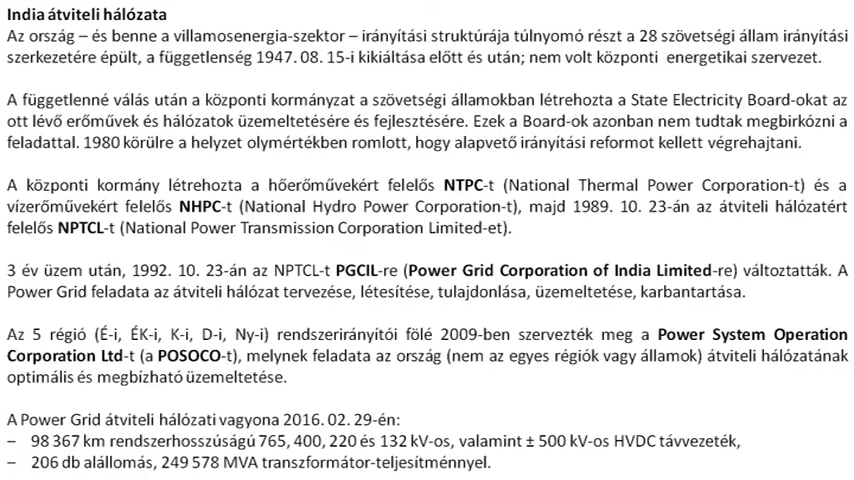 India átviteli hálózata
Az ország – és benne a villamosenergia-szektor – irányítási struktúrája túlnyomó részt a 28 szövetségi állam irányítási
szerkezetére épült, a függetlenség 1947. 08. 15-i kikiáltása előtt és után; nem volt központi energetikai szervezet.
A függetlenné válás után a központi kormányzat a szövetségi államokban létrehozta a State Electricity Board-okat az
ott lévő erőművek és hálózatok üzemeltetésére és fejlesztésére. Ezek a Board-ok azonban nem tudtak megbirkózni a
feladattal. 1980 körülre a helyzet olymértékben romlott, hogy alapvető irányítási reformot kellett végrehajtani.
A központi kormány létrehozta a hőerőművekért felelős NTPC-t (National Thermal Power Corporation-t) és a
vízerőművekért felelős NHPC-t (National Hydro Power Corporation-t), majd 1989. 10. 23-án az átviteli hálózatért
felelős NPTCL-t (National Power Transmission Corporation Limited-et).
3 év üzem után, 1992. 10. 23-án az NPTCL-t PGCIL-re (Power Grid Corporation of India Limited-re) változtatták. A
Power Grid feladata az átviteli hálózat tervezése, létesítése, tulajdonlása, üzemeltetése, karbantartása.
Az 5 régió (É-i, ÉK-i, K-i, D-i, Ny-i) rendszerirányítói fölé 2009-ben szervezték meg a Power System Operation
Corporation Ltd-t (a POSOCO-t), melynek feladata az ország (nem az egyes régiók vagy államok) átviteli hálózatának
optimális és megbízható üzemeltetése.
A Power Grid átviteli hálózati vagyona 2016. 02. 29-én:
– 98 367 km rendszerhosszúságú 765, 400, 220 és 132 kV-os, valamint ± 500 kV-os HVDC távvezeték,
– 206 db alállomás, 249 578 MVA transzformátor-teljesítménnyel.